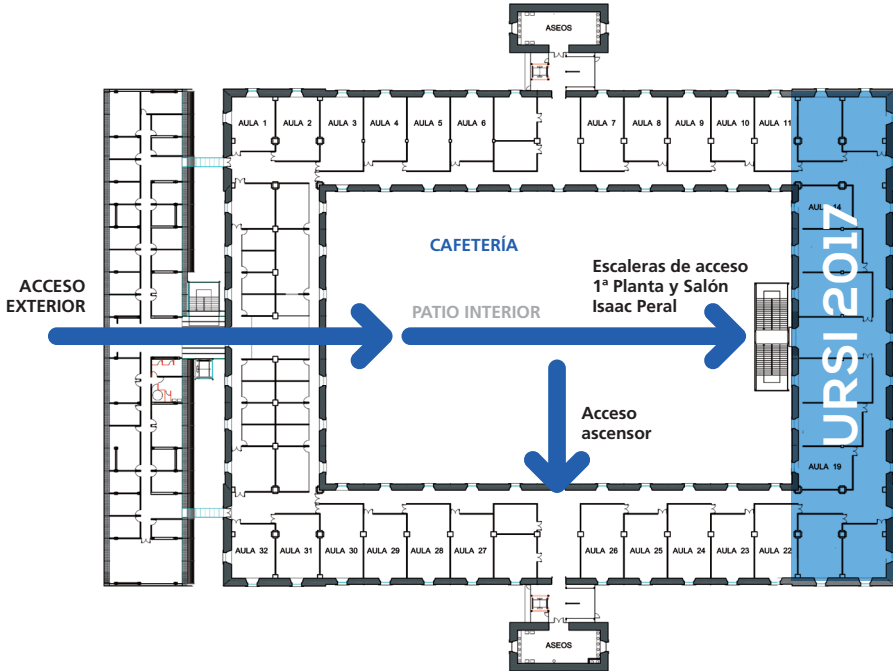 ASEOS
AULA 1
AULA 2
AULA 3
AULA 4
AULA 5
AULA 6
AULA 7
AULA 8
AULA 9
AULA 10
AULA 11
AULA 14
CAFETERÍA
ACCESO
EXTERIOR
PATIO INTERIOR
Escaleras de acceso
1ª Planta y Salón
Isaac Peral
URSI 2017
Acceso
ascensor
AULA 19
AULA 32
AULA 31
AULA 30
AULA 29
AULA 28
AULA 27
AULA 26
AULA 25
AULA 24
AULA 23
AULA 22
ASEOS